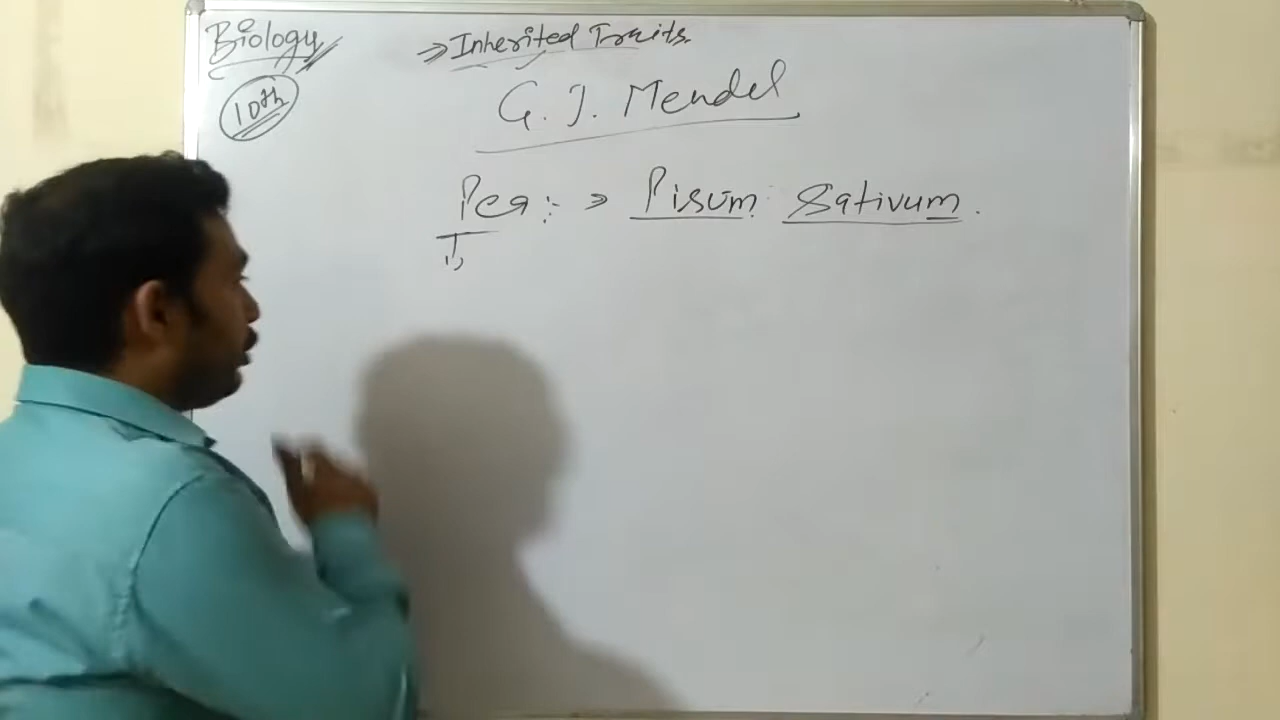 Biology
⇒ Inherited Traits.
10th
G. J. Mendel
Pea :- > Pisum Sativum.